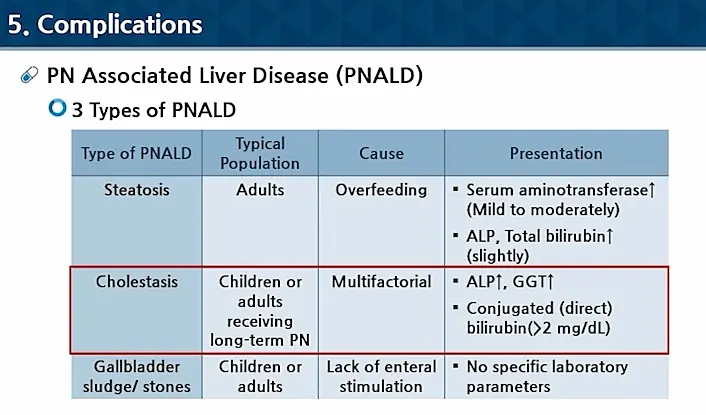 5. Complications
PN Associated Liver Disease (PNALD)
3 Types of PNALD
Type of PNALD
Typical
Population
Cause
Presentation
Steatosis
Adults
Overfeeding
▪ Serum aminotransferase↑
(Mild to moderately)
▪ ALP, Total bilirubin↑
(slightly)
Cholestasis
Children or
adults
receiving
long-term PN
Multifactorial
▪ ALP↑, GGT↑
▪ Conjugated (direct)
bilirubin(>2 mg/dL)
Gallbladder
sludge/ stones
Children or
adults
Lack of enteral
stimulation
▪ No specific laboratory
parameters